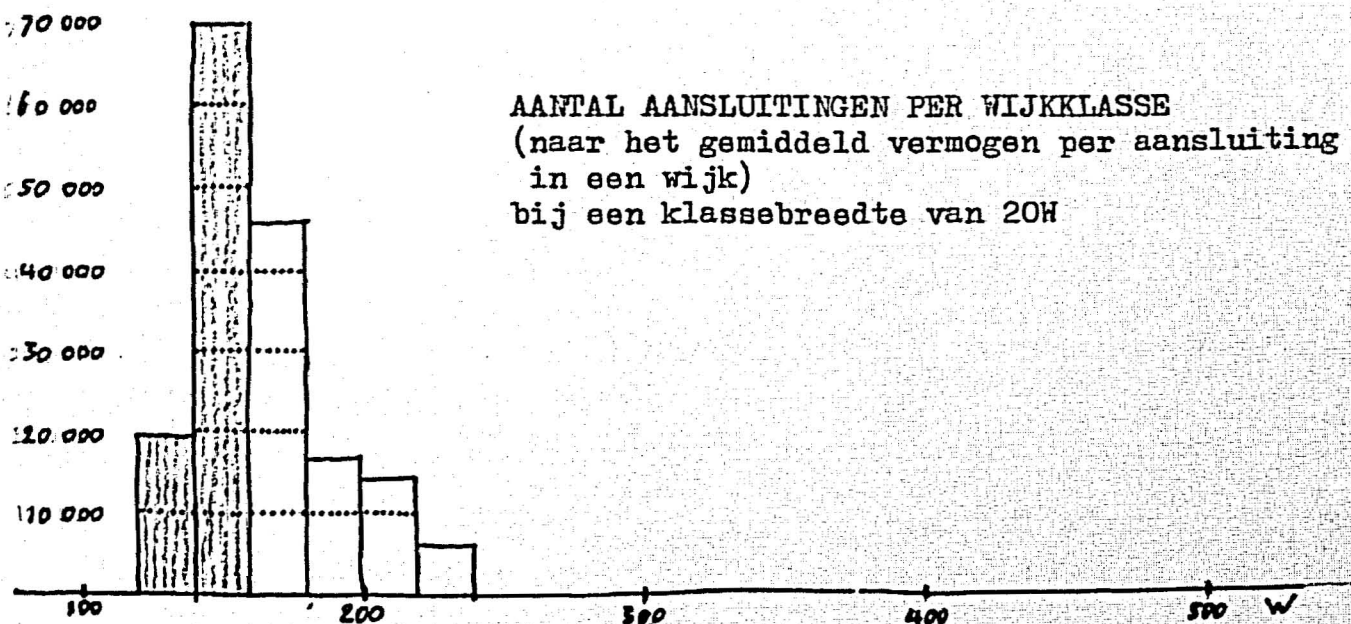 70 000
60 000
AANTAL AANSLUITINGEN PER WIJKKLASSE
(naar het gemiddeld vermogen per aansluiting
in een wijk)
50 000
bij een klassebreedte van 20W
40 000
30 000
20 000
10 000
100 200 300 400 500 W